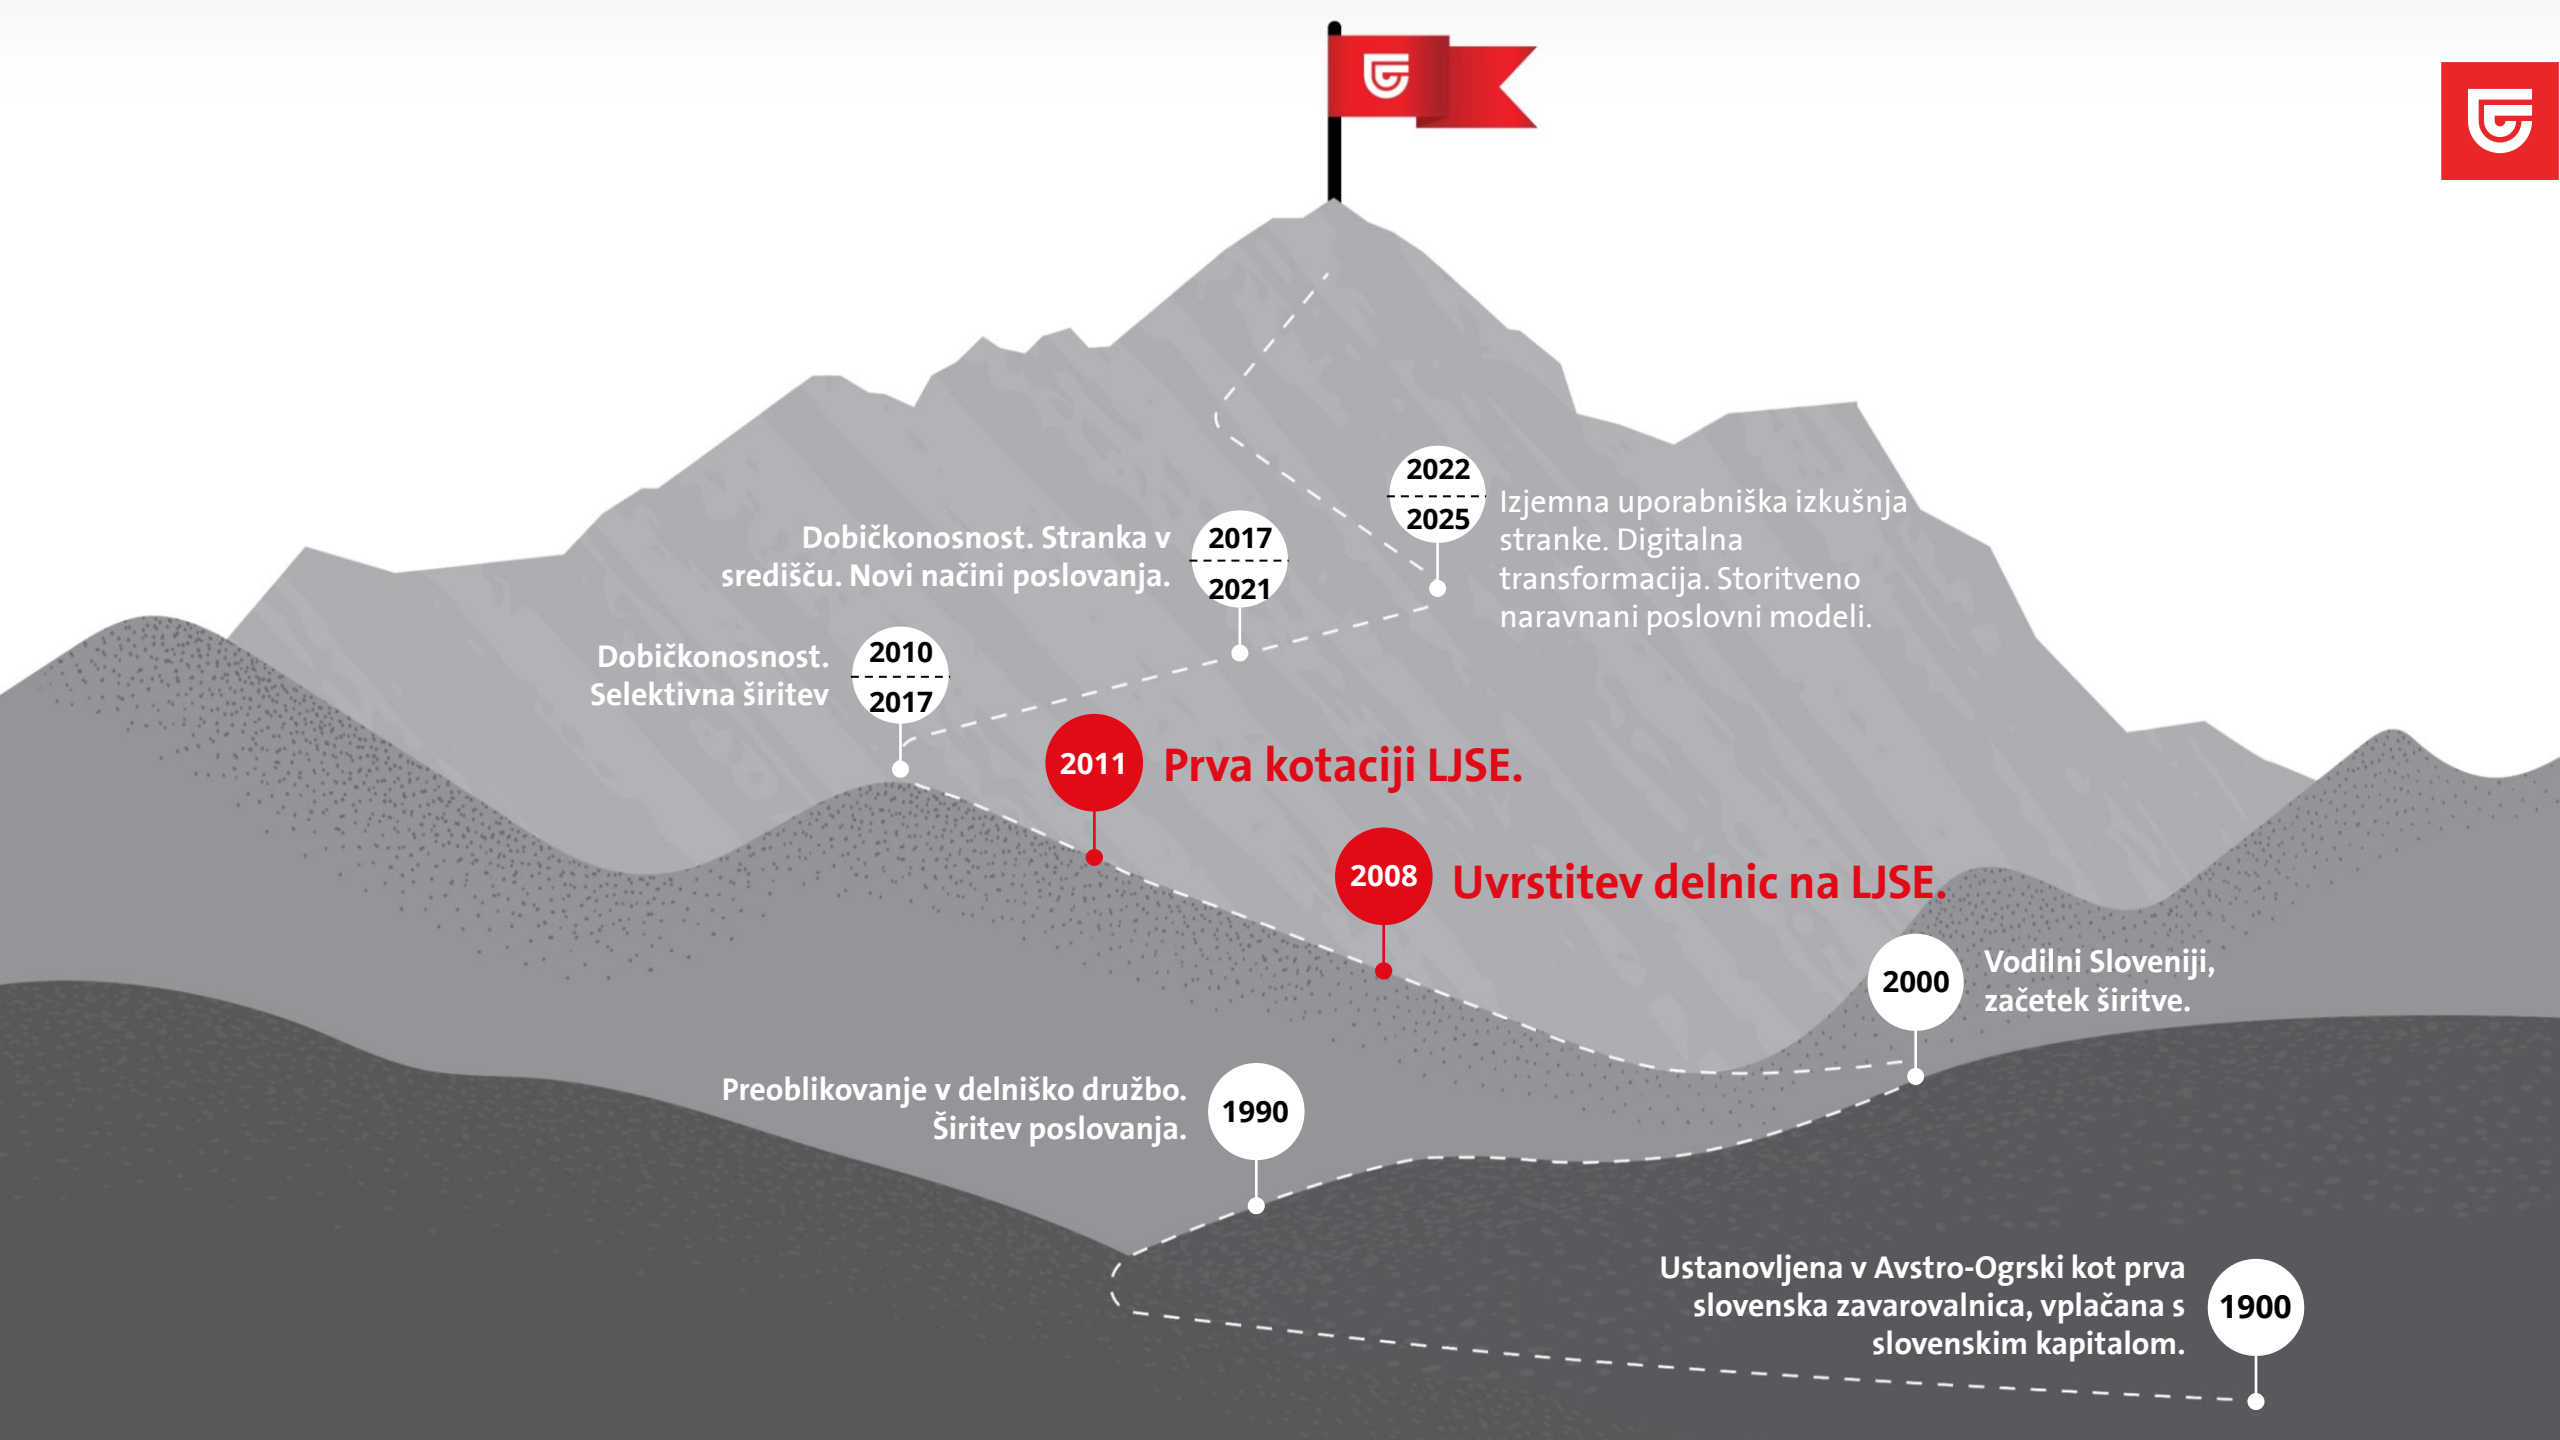 2022
2025
Izjemna uporabniška izkušnja
stranke. Digitalna
transformacija. Storitveno
naravnani poslovni modeli.
Dobičkonosnost. Stranka v
središču. Novi načini poslovanja.
2017
2021
Dobičkonosnost.
Selektivna širitev
2010
2017
2011
Prva kotaciji LJSE.
2008
Uvrstitev delnic na LJSE.
2000
Vodilni Sloveniji,
začetek širitve.
Preoblikovanje v delniško družbo.
Širitev poslovanja.
1990
Ustanovljena v Avstro-Ogrski kot prva
slovenska zavarovalnica, vplačana s
slovenskim kapitalom.
1900